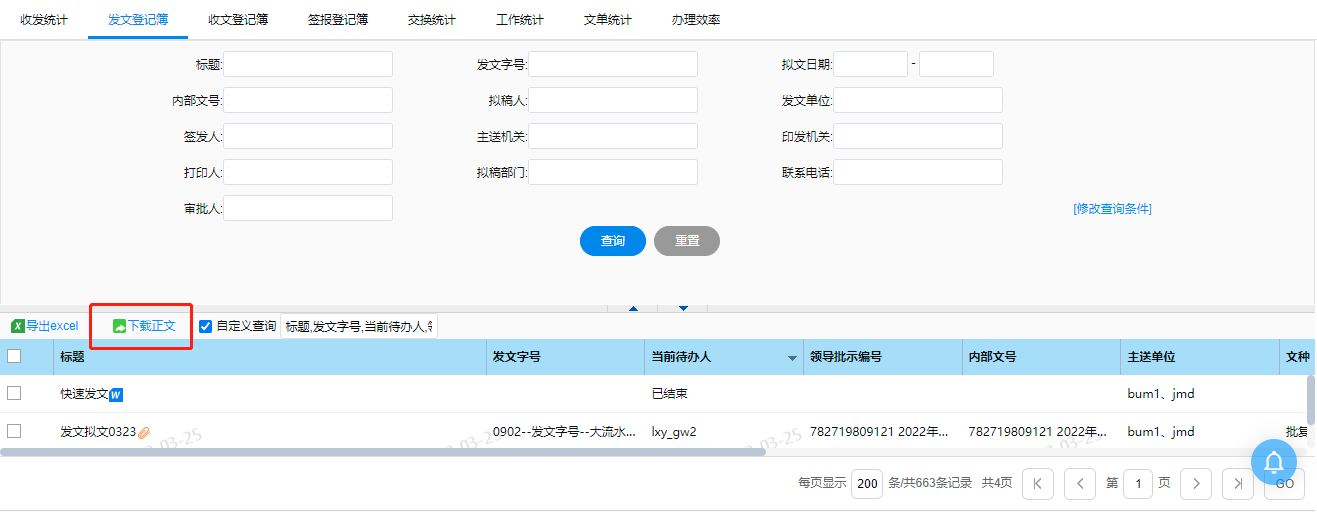 收发统计 发文登记簿 收文登记簿 签报登记簿 交换统计 工作统计 文单统计 办理效率
标题: 发文字号: 拟文日期: -
内部文号: 拟稿人: 发文单位:
签发人: 主送机关: 印发机关:
打印人: 拟稿部门: 联系电话:
审批人: [修改查询条件]
查询 重置
导出excel 下载正文 自定义查询 标题,发文字号,当前待办人,
标题 发文字号 当前待办人 领导批示编号 内部文号 主送单位 文种
快速发文 已结束 bum1、jmd
发文拟文0323 0902--发文字号--大流水... lxy_gw2 782719809121 2022年... 782719809121 2022年... bum1、jmd 批复
03-25 03-25 03-25 03-25
每页显示 200 条/共663条记录 共4页 第 1 页 GO